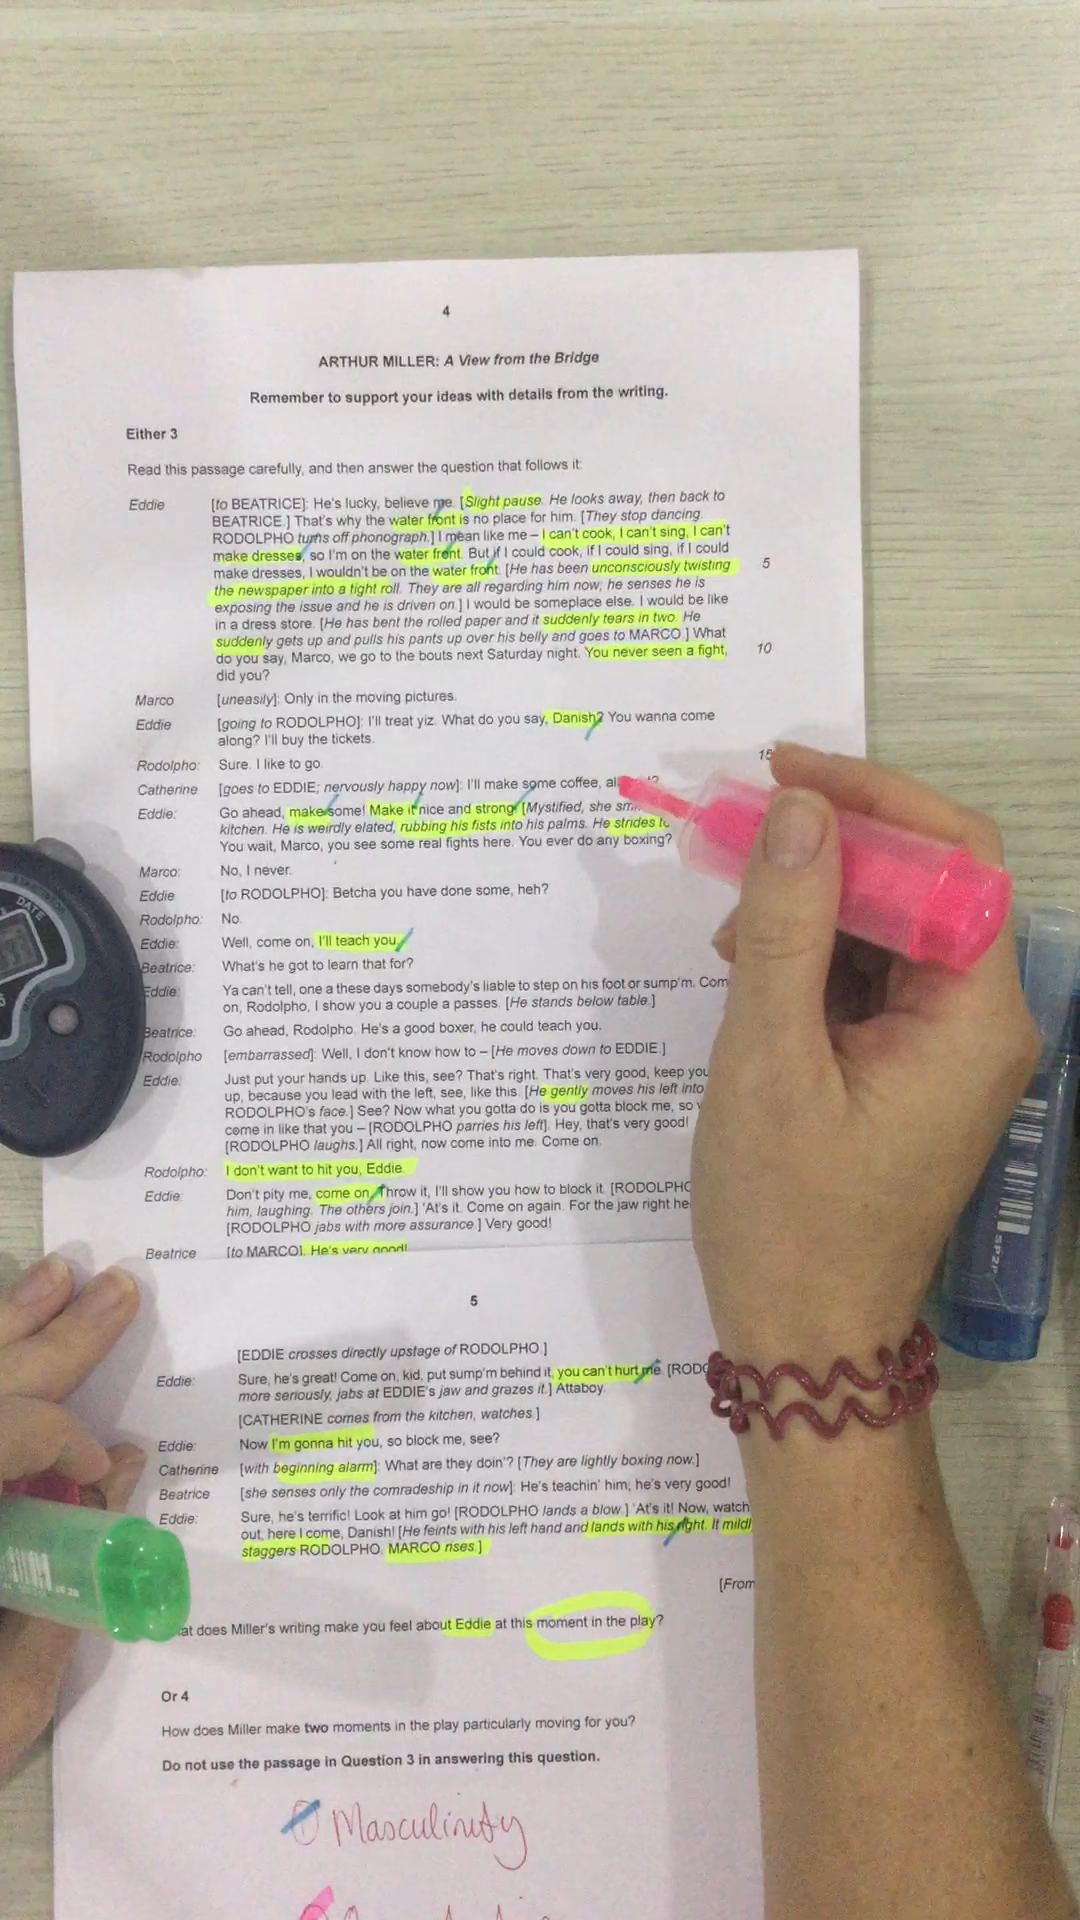 4
ARTHUR MILLER: A View from the Bridge
Remember to support your ideas with details from the writing.
Either 3
Read this passage carefully, and then answer the question that follows it:
Eddie [to BEATRICE]: He's lucky, believe me. [Slight pause. He looks away, then back to
BEATRICE.] That's why the water front is no place for him. [They stop dancing.
RODOLPHO turns off phonograph.] I mean like me – I can't cook, I can't sing, I can't
make dresses, so I'm on the water front. But if I could cook, if I could sing, if I could
make dresses, I wouldn't be on the water front. [He has been unconsciously twisting 5
the newspaper into a tight roll. They are all regarding him now; he senses he is
exposing the issue and he is driven on.] I would be someplace else. I would be like
in a dress store. [He has bent the rolled paper and it suddenly tears in two. He
suddenly gets up and pulls his pants up over his belly and goes to MARCO.] What
do you say, Marco, we go to the bouts next Saturday night. You never seen a fight, 10
did you?
Marco [uneasily]: Only in the moving pictures.
Eddie [going to RODOLPHO]: I'll treat yiz. What do you say, Danish? You wanna come
along? I'll buy the tickets.
Rodolpho: Sure. I like to go. 15
Catherine [goes to EDDIE; nervously happy now]: I'll make some coffee, al
Eddie: Go ahead, make some! Make it nice and strong. [Mystified, she
kitchen. He is weirdly elated, rubbing his fists into his palms. He strides
You wait, Marco, you see some real fights here. You ever do any boxing?
Marco: No, I never.
Eddie [to RODOLPHO]: Betcha you have done some, heh?
Rodolpho: No.
Eddie: Well, come on, I'll teach you.
Beatrice: What's he got to learn that for?
Eddie: Ya can't tell, one a these days somebody's liable to step on his foot or sump'm. Com
on, Rodolpho, I show you a couple a passes. [He stands below table.]
Beatrice: Go ahead, Rodolpho. He's a good boxer, he could teach you.
Rodolpho [embarrassed]: Well, I don't know how to – [He moves down to EDDIE.]
Eddie: Just put your hands up. Like this, see? That's right. That's very good, keep you
up, because you lead with the left, see, like this. [He gently moves his left into
RODOLPHO's face.] See? Now what you gotta do is you gotta block me, so
come in like that you – [RODOLPHO parries his left]. Hey, that's very good!
[RODOLPHO laughs.] All right, now come into me. Come on.
Rodolpho: I don't want to hit you, Eddie.
Eddie: Don't pity me, come on. Throw it, I'll show you how to block it. [RODOLPHO
him, laughing. The others join.] 'At's it. Come on again. For the jaw right he
[RODOLPHO jabs with more assurance.] Very good!
Beatrice [to MARCO]: He's very good!
5
[EDDIE crosses directly upstage of RODOLPHO.]
Eddie: Sure, he's great! Come on, kid, put sump'm behind it, you can't hurt me. [RODO
more seriously, jabs at EDDIE's jaw and grazes it.] Attaboy.
[CATHERINE comes from the kitchen, watches.]
Eddie: Now I'm gonna hit you, so block me, see?
Catherine [with beginning alarm]: What are they doin'? [They are lightly boxing now.]
Beatrice [she senses only the comradeship in it now]: He's teachin' him; he's very good!
Eddie: Sure, he's terrific! Look at him go! [RODOLPHO lands a blow.] 'At's it! Now, watch
out, here I come, Danish! [He feints with his left hand and lands with his right. It mildl
staggers RODOLPHO. MARCO rises.]
[From
at does Miller's writing make you feel about Eddie at this moment in the play?
Or 4
How does Miller make two moments in the play particularly moving for you?
Do not use the passage in Question 3 in answering this question.
① Masculinity
DATE